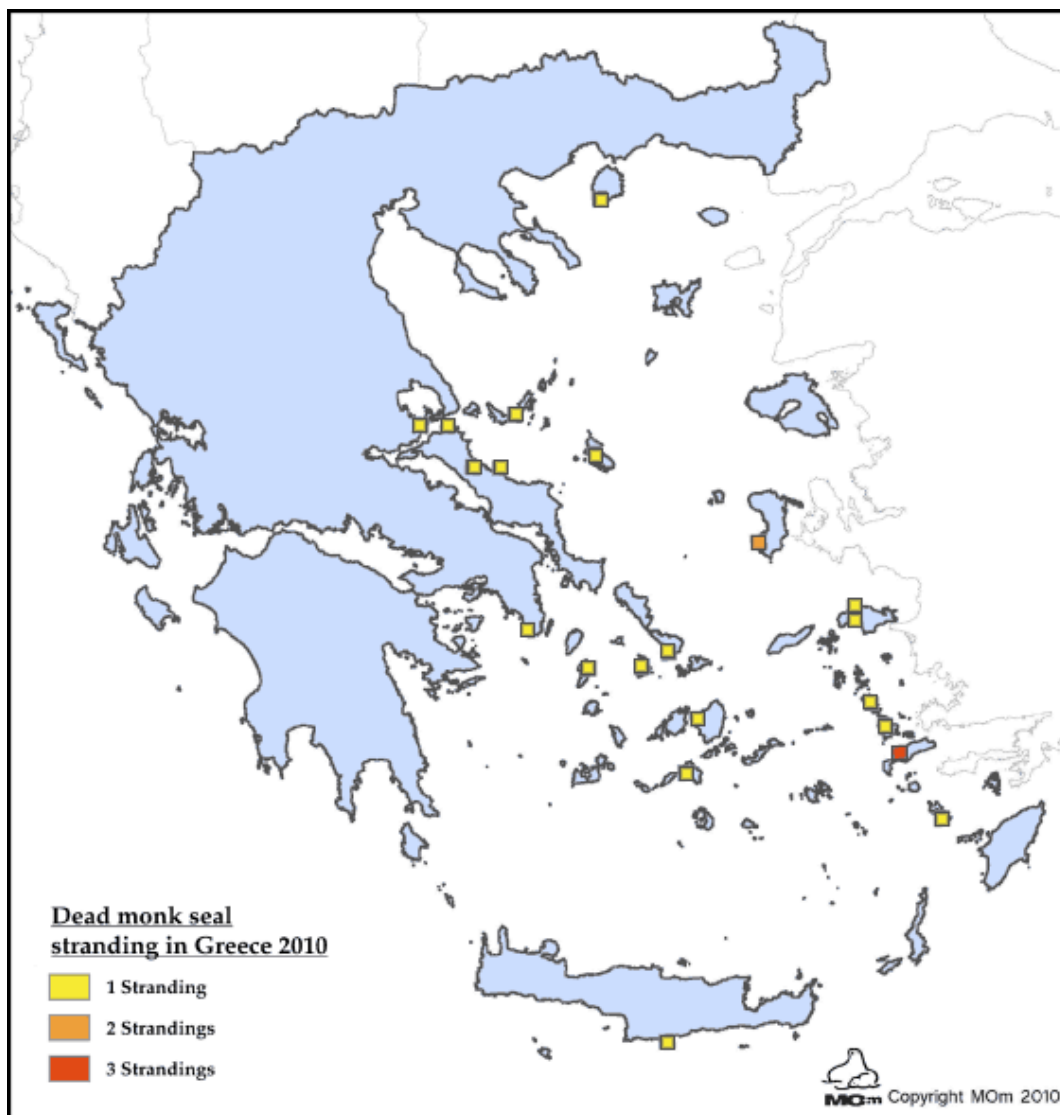 Dead monk seal
stranding in Greece 2010
1 Stranding
2 Strandings
3 Strandings
MOm Copyright MOm 2010